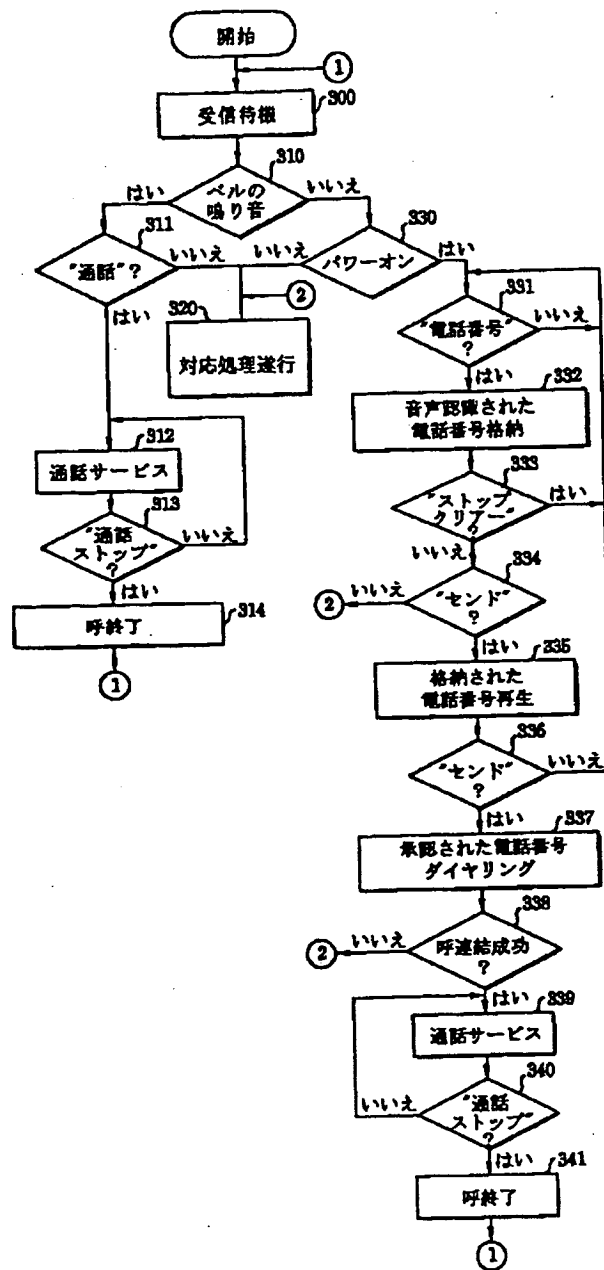 開始
①
300
受信待機
310
ベルの
鳴り音
はい
いいえ
311
"通話"?
いいえ
はい
330
パワーオン
いいえ
はい
②
320
対応処理遂行
331
"電話番号"
?
いいえ
はい
332
音声認識された
電話番号格納
333
"ストップ
クリアー"
?
はい
いいえ
312
通話サービス
313
"通話
ストップ"
?
いいえ
はい
314
呼終了
①
334
"センド"
?
いいえ
②
はい
335
格納された
電話番号再生
336
"センド"
?
いいえ
はい
337
承認された電話番号
ダイヤリング
338
呼連結成功
?
いいえ
②
はい
339
通話サービス
340
"通話
ストップ"
?
いいえ
はい
341
呼終了
①